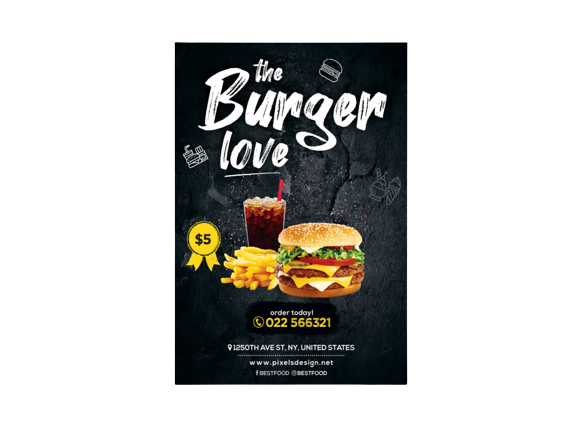 the
Burger
love
$5
order today!
022 566321
1250TH AVE ST, NY, UNITED STATES
www.pixelsdesign.net
BESTFOOD BESTFOOD